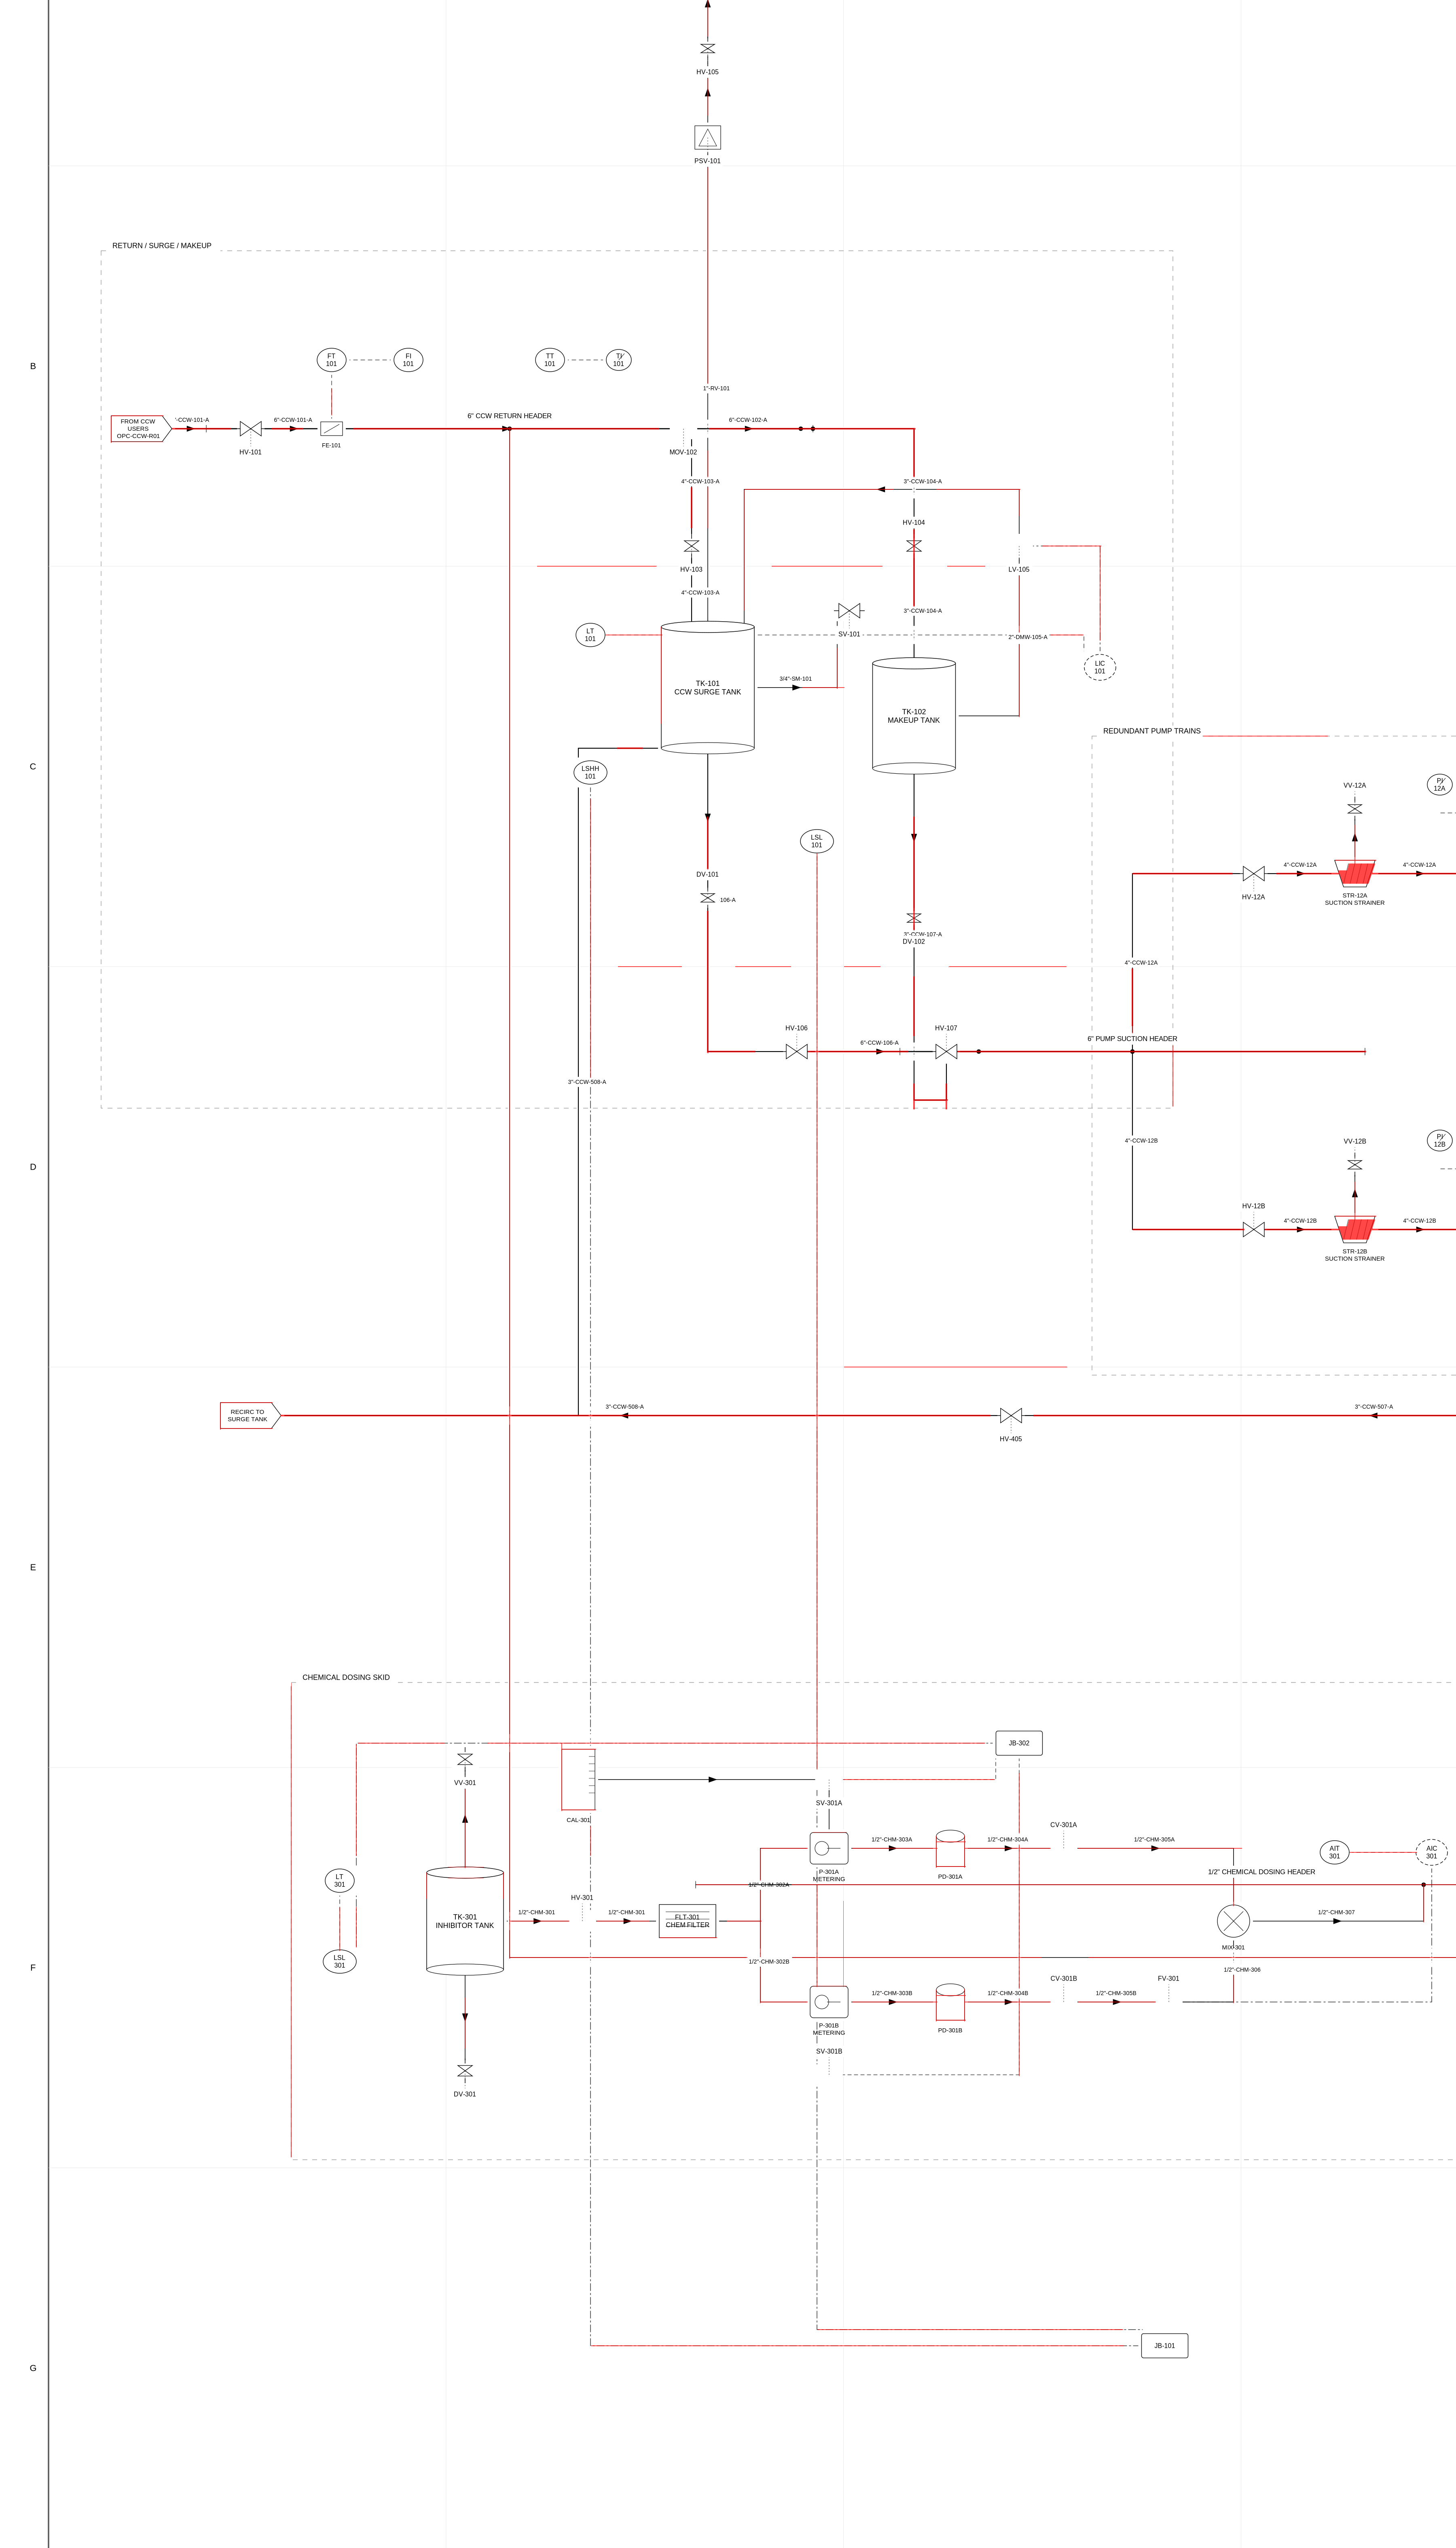 HV-105
PSV-101
RETURN / SURGE / MAKEUP
B
FT
101
FI
101
TT
101
TI
101
1"-RV-101
FROM CCW
USERS
OPC-CCW-R01
'-CCW-101-A
6"-CCW-101-A
6" CCW RETURN HEADER
6"-CCW-102-A
HV-101
FE-101
MOV-102
4"-CCW-103-A
3"-CCW-104-A
HV-104
HV-103
LV-105
4"-CCW-103-A
3"-CCW-104-A
LT
101
SV-101
2"-DMW-105-A
LIC
101
TK-101
CCW SURGE TANK
3/4"-SM-101
TK-102
MAKEUP TANK
REDUNDANT PUMP TRAINS
C
LSHH
101
VV-12A
PI
12A
LSL
101
DV-101
106-A
4"-CCW-12A
4"-CCW-12A
HV-12A
STR-12A
SUCTION STRAINER
3"-CCW-107-A
DV-102
4"-CCW-12A
HV-106
HV-107
6"-CCW-106-A
6" PUMP SUCTION HEADER
3"-CCW-508-A
D
4"-CCW-12B
VV-12B
PI
12B
HV-12B
4"-CCW-12B
4"-CCW-12B
STR-12B
SUCTION STRAINER
RECIRC TO
SURGE TANK
3"-CCW-508-A
3"-CCW-507-A
HV-405
E
CHEMICAL DOSING SKID
JB-302
VV-301
CAL-301
SV-301A
CV-301A
1/2"-CHM-303A
1/2"-CHM-304A
1/2"-CHM-305A
AIT
301
AIC
301
P-301A
METERING
PD-301A
1/2" CHEMICAL DOSING HEADER
LT
301
1/2"-CHM-302A
HV-301
TK-301
INHIBITOR TANK
1/2"-CHM-301
1/2"-CHM-301
FLT-301
CHEM FILTER
1/2"-CHM-307
MIX-301
LSL
301
F
1/2"-CHM-302B
1/2"-CHM-306
CV-301B
FV-301
1/2"-CHM-303B
1/2"-CHM-304B
1/2"-CHM-305B
P-301B
METERING
PD-301B
SV-301B
DV-301
JB-101
G